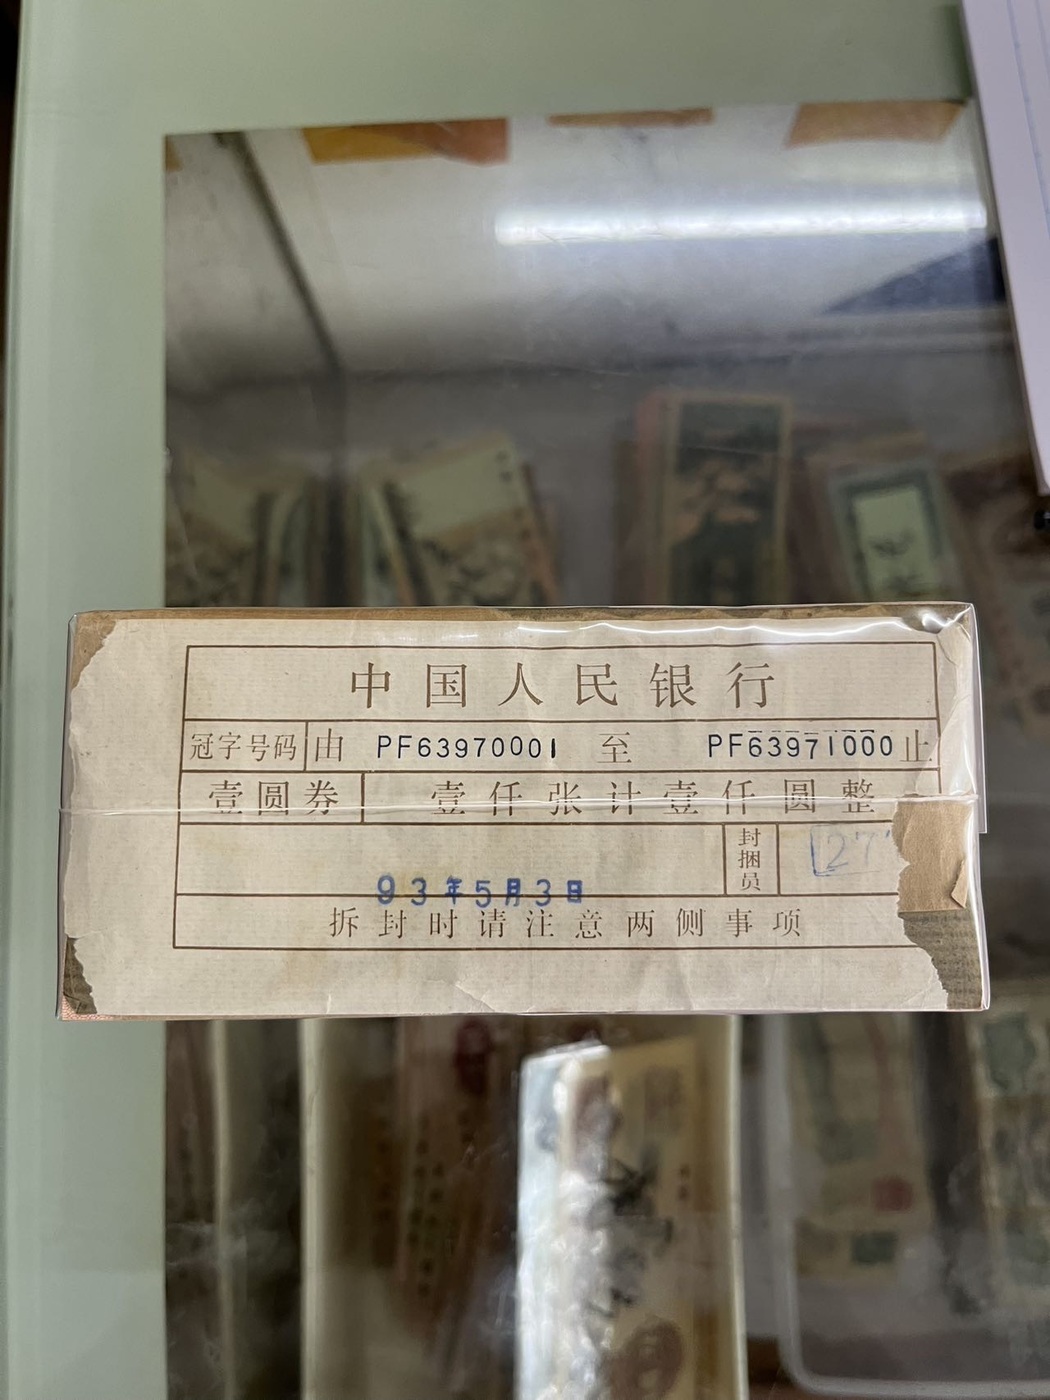 中国人民银行
冠字号码 由 PF63970001 至 PF63971000 止
壹圆券 壹仟张计壹仟圆整
封捆员 27
93年5月3日
拆封时请注意两侧事项